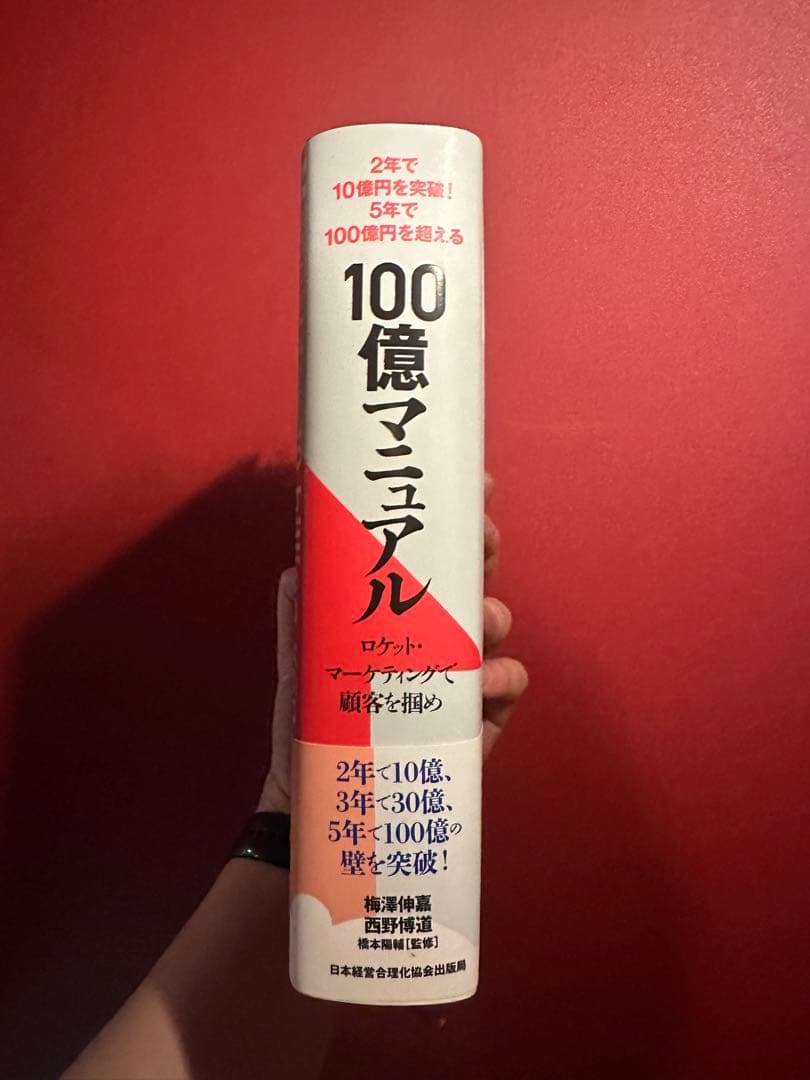 2年で
10億円を突破！
5年で
100億円を超える
100
億マニュアル
ロケット・
マーケティングで
顧客を掴め
2年で10億、
3年で30億、
5年で100億の
壁を突破！
梅澤伸嘉
西野博道
橋本陽輔［監修］
日本経営合理化協会出版局